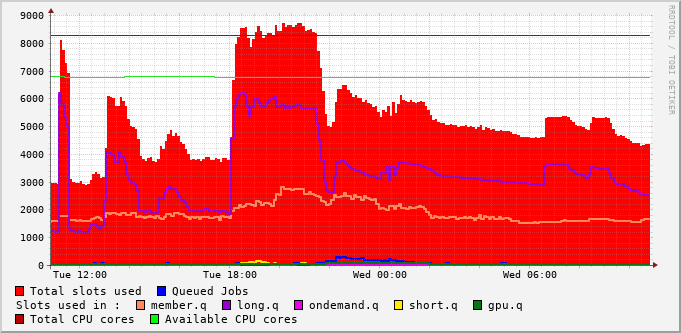 9000
8000
7000
6000
5000
4000
3000
2000
1000
0
Tue 12:00 Tue 18:00 Wed 00:00 Wed 06:00
Total slots used Queued Jobs
Slots used in : member.q long.q ondemand.q short.q gpu.q
Total CPU cores Available CPU cores
RRDTOOL / TOBI OETIKER